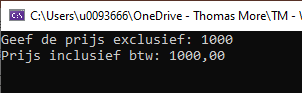 C:\Users\u0093666\OneDrive - Thomas More\TM -
Geef de prijs exclusief: 1000
Prijs inclusief btw: 1000,00